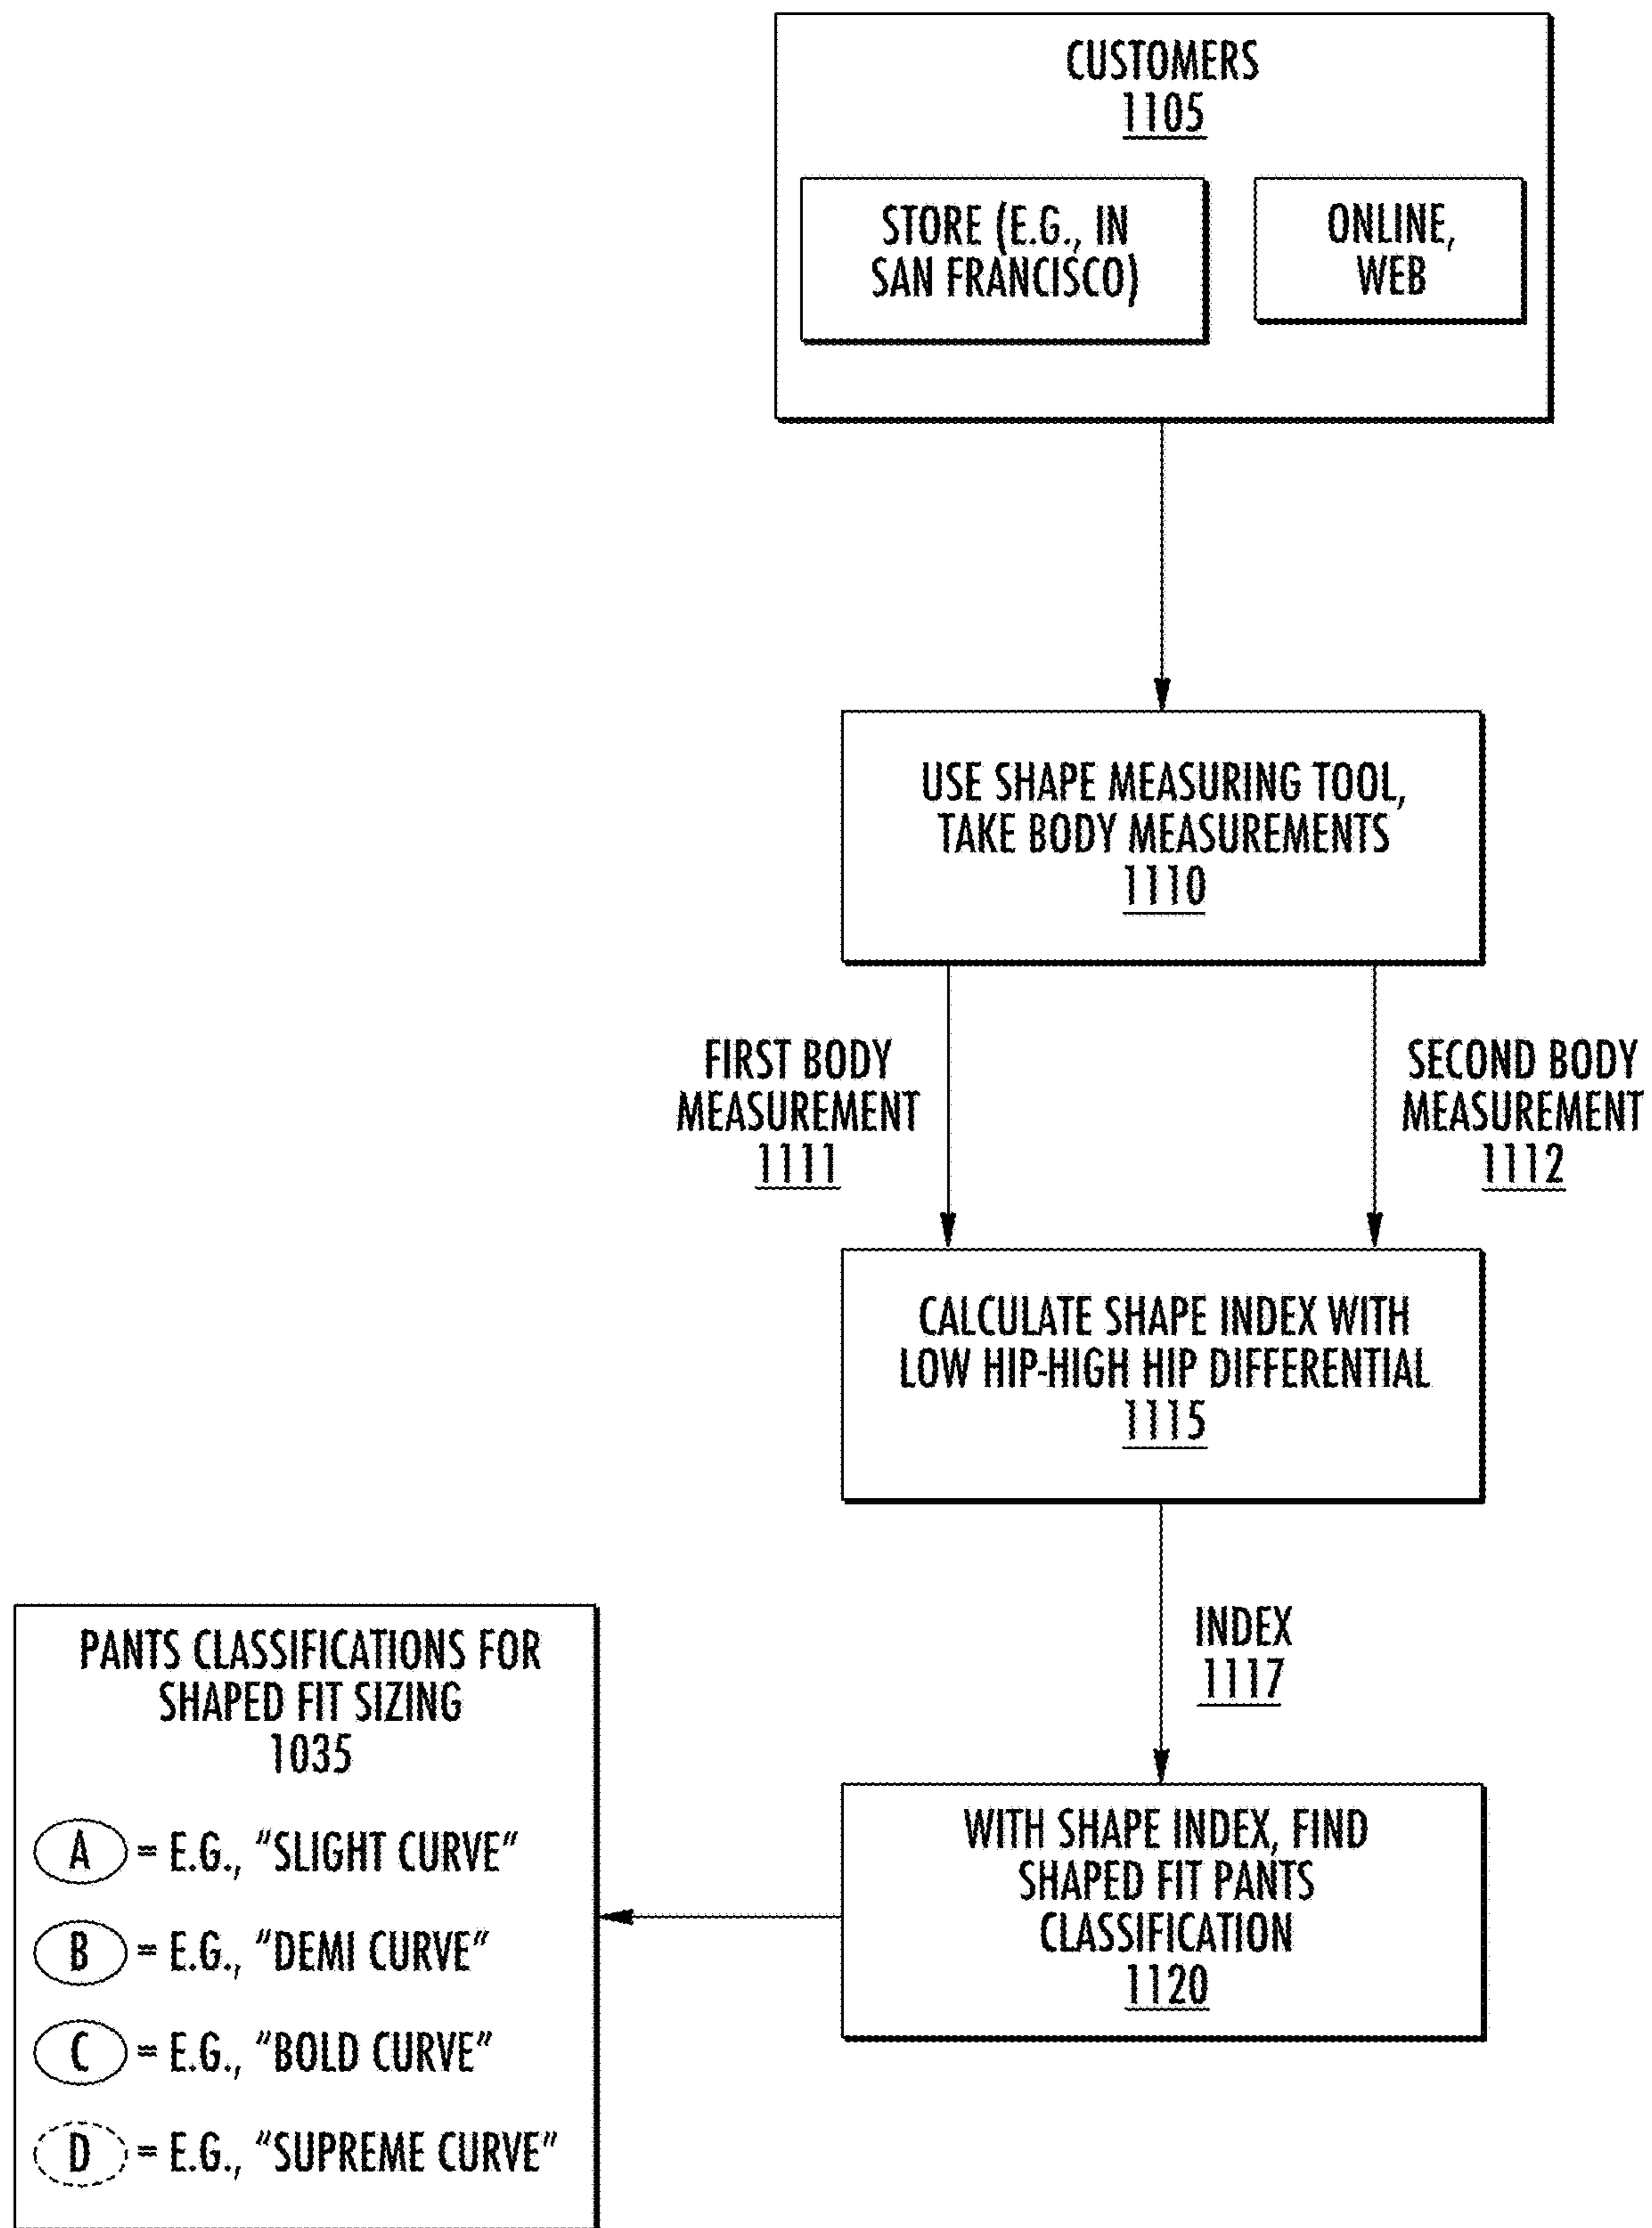 CUSTOMERS
1105
STORE (E.G., IN
SAN FRANCISCO)
ONLINE,
WEB
USE SHAPE MEASURING TOOL,
TAKE BODY MEASUREMENTS
1110
FIRST BODY
MEASUREMENT
1111
SECOND BODY
MEASUREMENT
1112
CALCULATE SHAPE INDEX WITH
LOW HIP-HIGH HIP DIFFERENTIAL
1115
INDEX
1117
WITH SHAPE INDEX, FIND
SHAPED FIT PANTS
CLASSIFICATION
1120
PANTS CLASSIFICATIONS FOR
SHAPED FIT SIZING
1035
A = E.G., "SLIGHT CURVE"
B = E.G., "DEMI CURVE"
C = E.G., "BOLD CURVE"
D = E.G., "SUPREME CURVE"